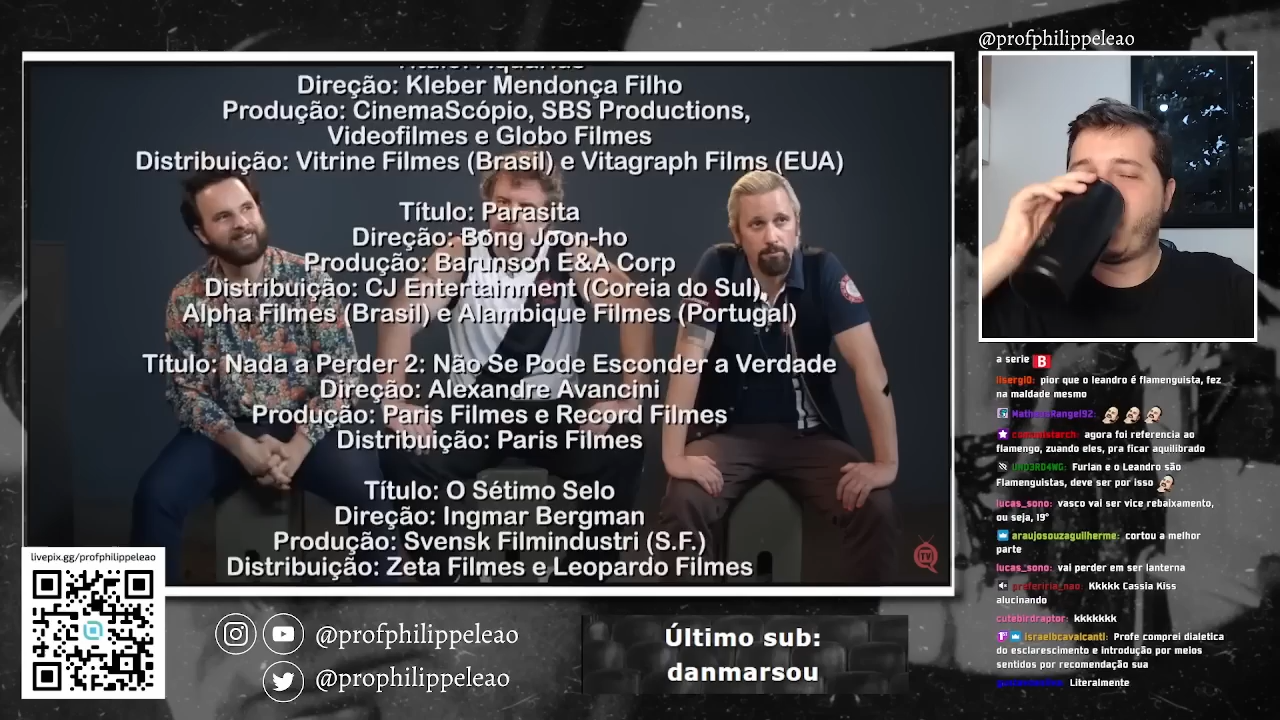 @profphilippeleao
Direção: Kleber Mendonça Filho
Produção: CinemaScópio, SBS Productions,
Videofilmes e Globo Filmes
Distribuição: Vitrine Filmes (Brasil) e Vitagraph Films (EUA)
Título: Parasita
Direção: Bong Joon-ho
Produção: Barunson E&A Corp
Distribuição: CJ Entertainment (Coreia do Sul),
Alpha Filmes (Brasil) e Alambique Filmes (Portugal)
Título: Nada a Perder 2: Não Se Pode Esconder a Verdade
Direção: Alexandre Avancini
Produção: Paris Filmes e Record Filmes
Distribuição: Paris Filmes
Título: O Sétimo Selo
Direção: Ingmar Bergman
Produção: Svensk Filmindustri (S.F.)
Distribuição: Zeta Filmes e Leopardo Filmes
TV
livepix.gg/profphilippeleao
@profphilippeleao
@prophilippeleao
Último sub:
danmarsou
a serie B
pior que o leandro é flamenguista, fez
na maldade mesmo
MatheusRangel92:
agora foi referencia ao
flamengo, zuando eles, pra ficar aquilibrado
UND3RD4WG: Furlan e o Leandro são
Flamenguistas, deve ser por isso
lucas_sono: vasco vai ser vice rebaixamento,
ou seja, 19°
araujosouzaguilherme: cortou a melhor
parte
lucas_sono: vai perder em ser lanterna
preferiria_nao: Kkkkk Cassia Kiss
alucinando
cutebirdraptor: kkkkkkk
israelbcavalcanti: Profe comprei dialetica
do esclarescimento e introdução por meios
sentidos por recomendação sua
Literalmente